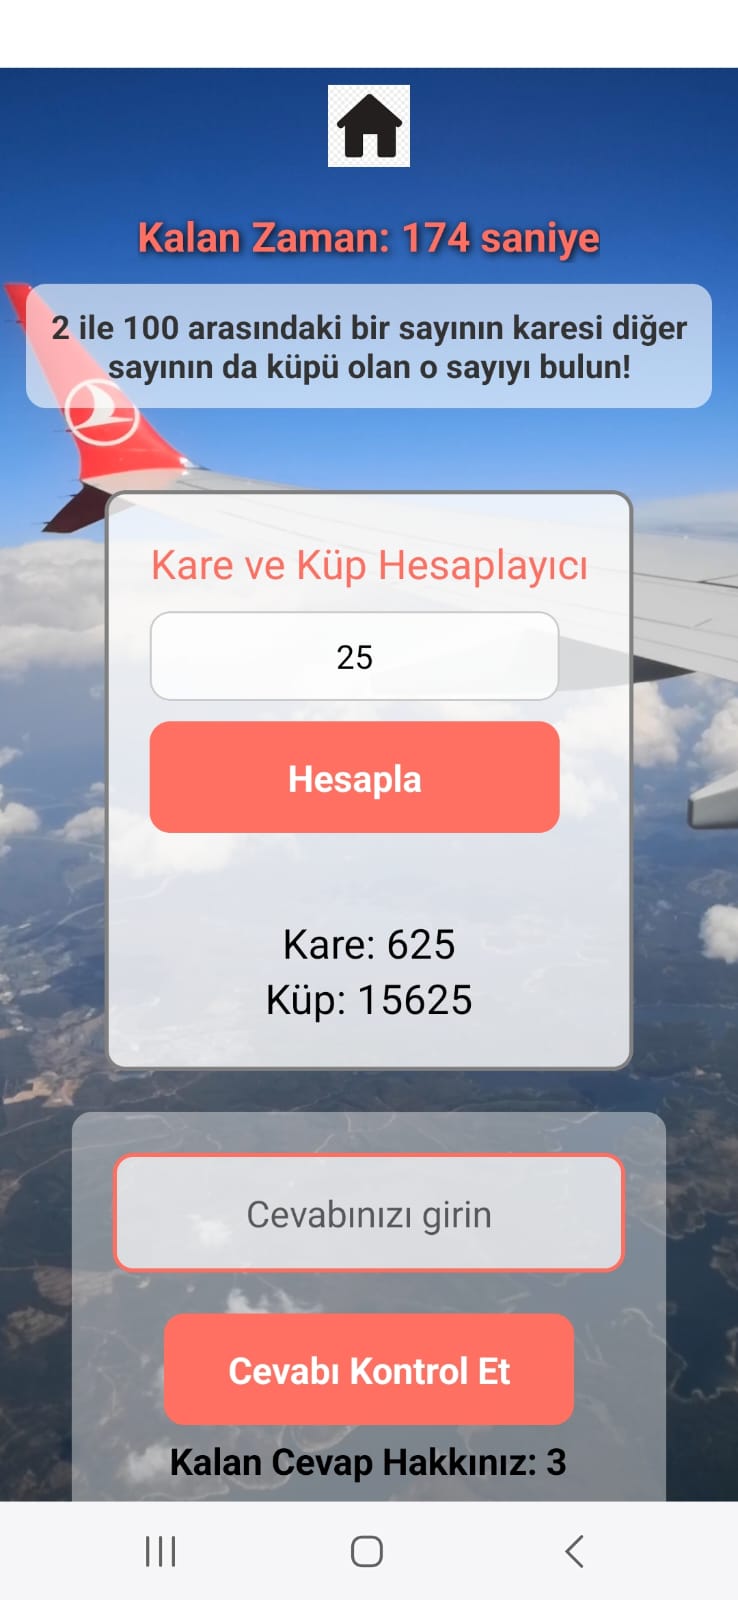 Kalan Zaman: 174 saniye
2 ile 100 arasındaki bir sayının karesi diğer
sayının da küpü olan o sayıyı bulun!
Kare ve Küp Hesaplayıcı
25
Hesapla
Kare: 625
Küp: 15625
Cevabınızı girin
Cevabı Kontrol Et
Kalan Cevap Hakkınız: 3